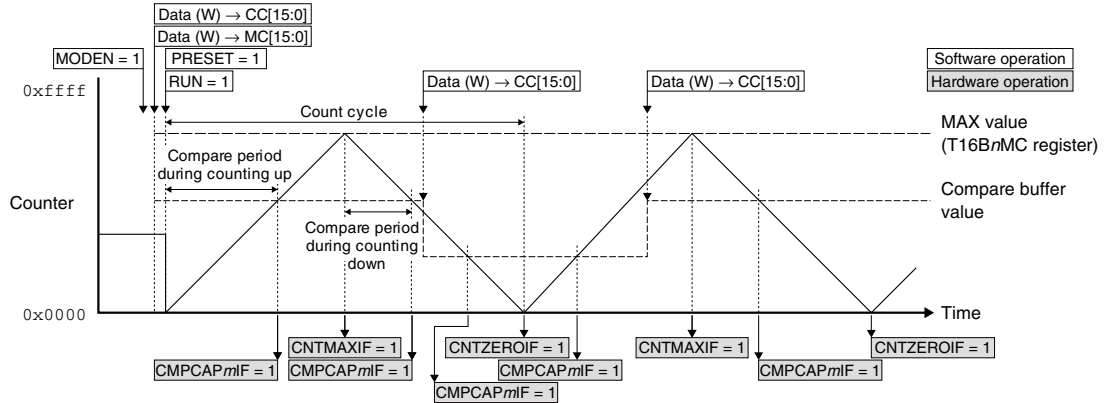 Data (W) → CC[15:0]
Data (W) → MC[15:0]
MODEN = 1
PRESET = 1
RUN = 1
Data (W) → CC[15:0]
Data (W) → CC[15:0]
Software operation
Hardware operation
0xffff
Count cycle
MAX value
(T16BnMC register)
Compare period
during counting up
Counter
Compare buffer
value
Compare period
during counting
down
0x0000
Time
CNTMAXIF = 1
CNTZEROIF = 1
CNTMAXIF = 1
CNTZEROIF = 1
CMPCAPmIF = 1
CMPCAPmIF = 1
CMPCAPmIF = 1
CMPCAPmIF = 1
CMPCAPmIF = 1